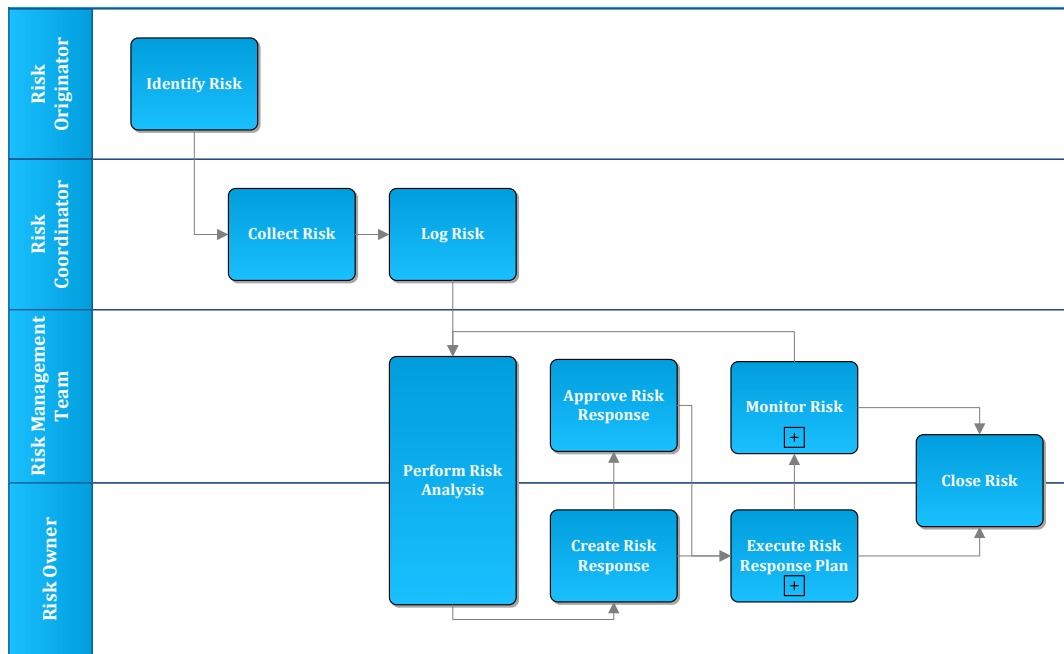 Risk
Originator
Identify Risk
Risk
Coordinator
Collect Risk
Log Risk
Risk Management
Team
Approve Risk
Response
Monitor Risk
+
Perform Risk
Analysis
Close Risk
Risk Owner
Create Risk
Response
Execute Risk
Response Plan
+